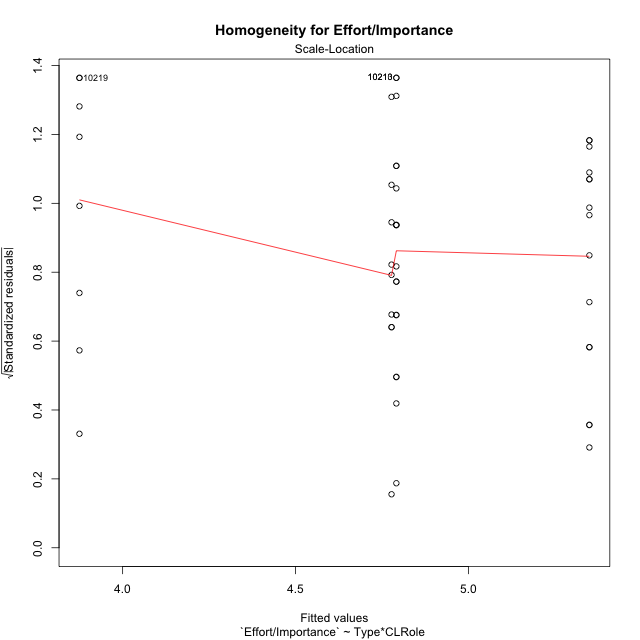 Homogeneity for Effort/Importance
Scale-Location
√|Standardized residuals|
1.4
1.2
1.0
0.8
0.6
0.4
0.2
0.0
10219
4.0
4.5
5.0
Fitted values
`Effort/Importance` ~ Type*CLRole